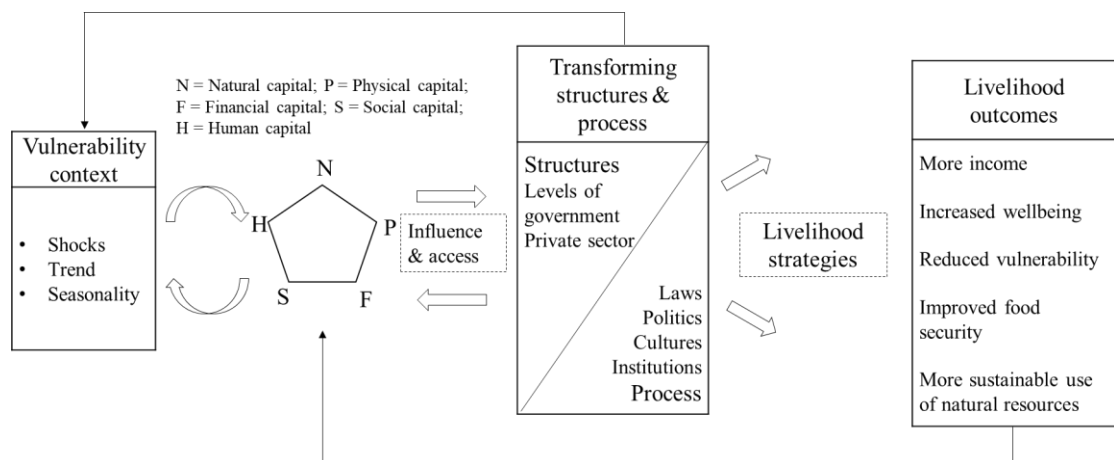 N = Natural capital; P = Physical capital;
F = Financial capital; S = Social capital;
H = Human capital
Vulnerability
context
• Shocks
• Trend
• Seasonality
N
H
P
S
F
Influence
& access
Transforming
structures &
process
Structures
Levels of
government
Private sector
Laws
Politics
Cultures
Institutions
Process
Livelihood
strategies
Livelihood
outcomes
More income
Increased wellbeing
Reduced vulnerability
Improved food
security
More sustainable use
of natural resources